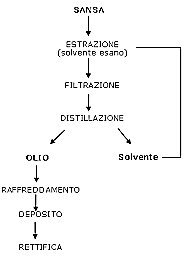 SANSA
ESTRAZIONE
(solvente esano)
FILTRAZIONE
DISTILLAZIONE
OLIO
Solvente
RAFFREDDAMENTO
DEPOSITO
RETTIFICA